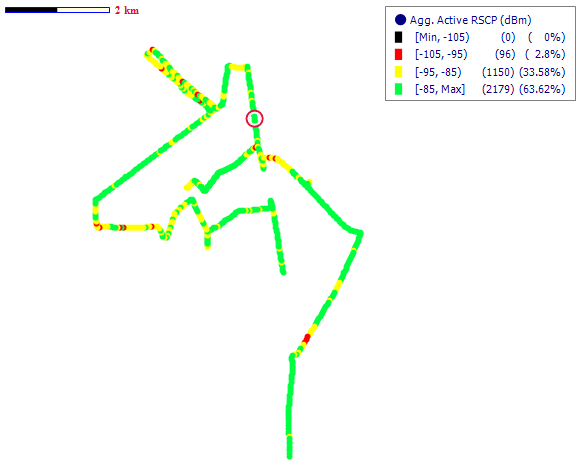 2 km
Agg. Active RSCP (dBm)
[Min, -105) (0) ( 0%)
[-105, -95) (96) ( 2.8%)
[-95, -85) (1150) (33.58%)
[-85, Max] (2179) (63.62%)